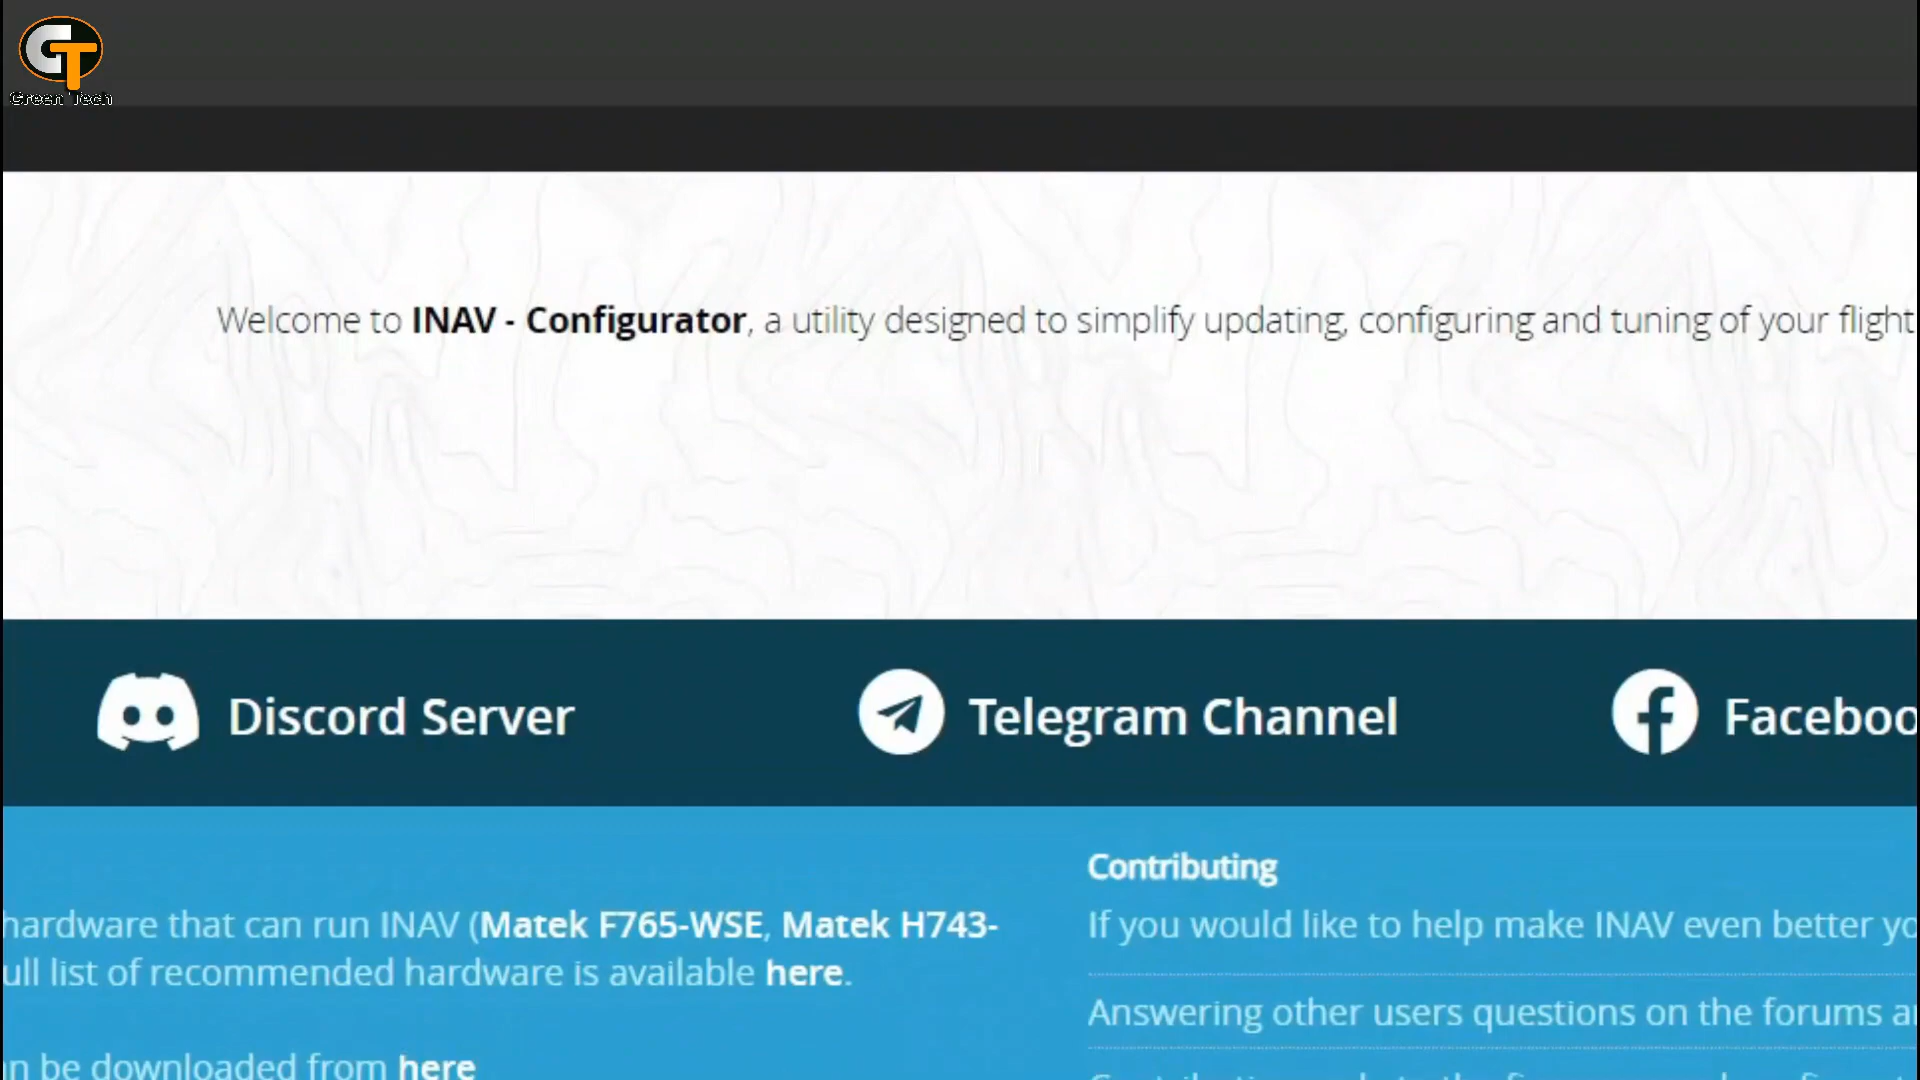 GT
Green Tech
Welcome to INAV - Configurator, a utility designed to simplify updating, configuring and tuning of your flight
Discord Server
Telegram Channel
Faceboo
hardware that can run INAV (Matek F765-WSE, Matek H743-
ull list of recommended hardware is available here.
n be downloaded from here
Contributing
If you would like to help make INAV even better yo
Answering other users questions on the forums a